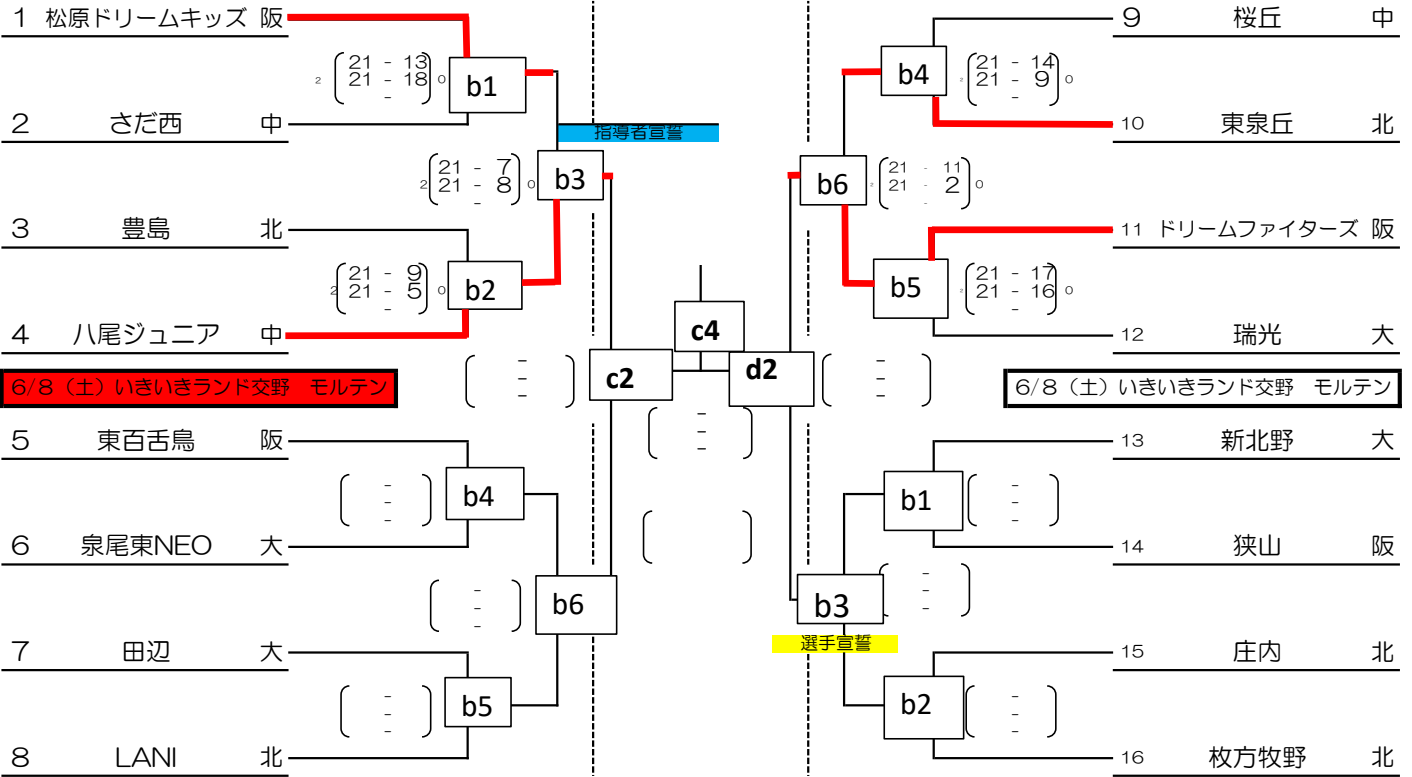 1 松原ドリームキッズ 阪
2 ( 21 - 13 ) 0
21 - 18
-
b1
2 さだ西 中
指導者宣誓
2 ( 21 - 7 ) 0
21 - 8
-
b3
3 豊島 北
2 ( 21 - 9 ) 0
21 - 5
-
b2
4 八尾ジュニア 中
6/8（土）いきいきランド交野 モルテン
5 東百舌鳥 阪
( - )
-
-
b4
6 泉尾東NEO 大
( - )
-
-
b6
7 田辺 大
( - )
-
-
b5
8 LANI 北
( - )
-
-
c2
c4
( - )
-
-
( )
d2
( - )
-
-
9 桜丘 中
b4
2 ( 21 - 14 ) 0
21 - 9
-
10 東泉丘 北
b6
2 ( 21 - 11 ) 0
21 - 2
-
11 ドリームファイターズ 阪
b5
2 ( 21 - 17 ) 0
21 - 16
-
12 瑞光 大
6/8（土）いきいきランド交野 モルテン
13 新北野 大
b1
( - )
-
-
14 狭山 阪
b3
( - )
-
-
選手宣誓
15 庄内 北
b2
( - )
-
-
16 枚方牧野 北